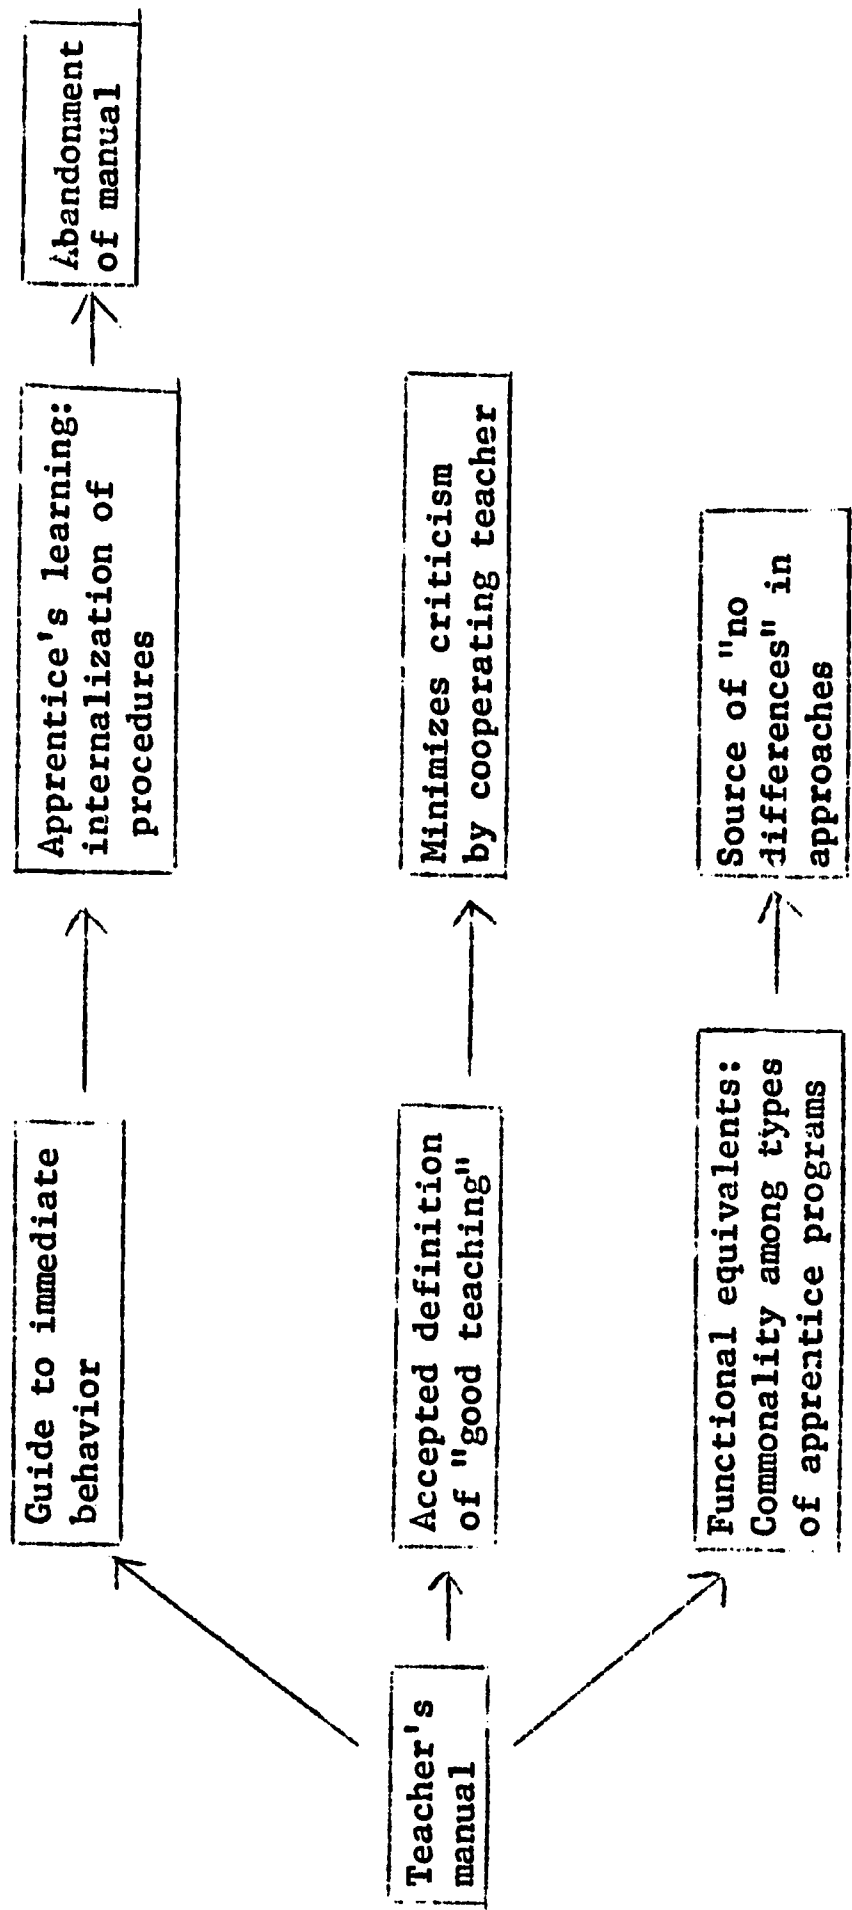 Teacher's
manual
Guide to immediate
behavior
Apprentice's learning:
internalization of
procedures
Abandonment
of manual
Accepted definition
of "good teaching"
Minimizes criticism
by cooperating teacher
Functional equivalents:
Commonality among types
of apprentice programs
Source of "no
differences" in
approaches